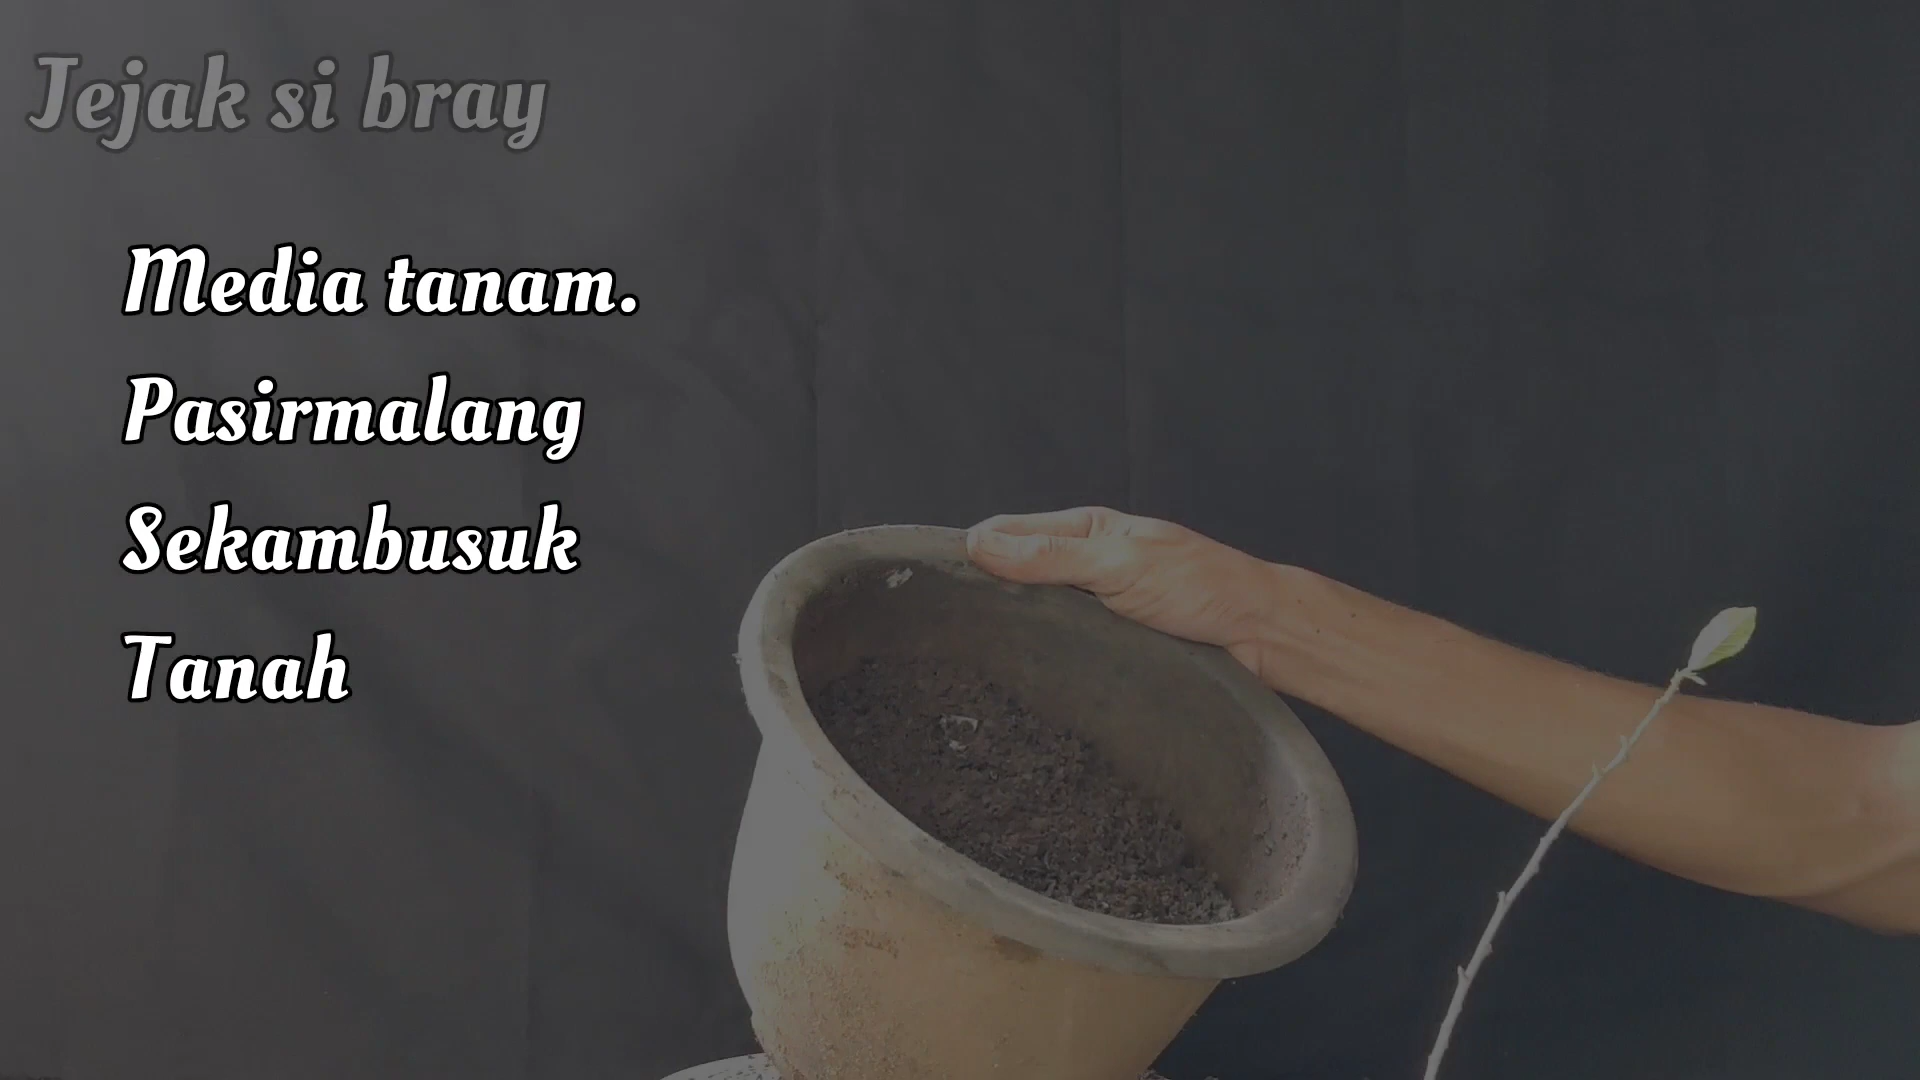 Jejak si bray
Media tanam.
Pasirmalang
Sekambusuk
Tanah